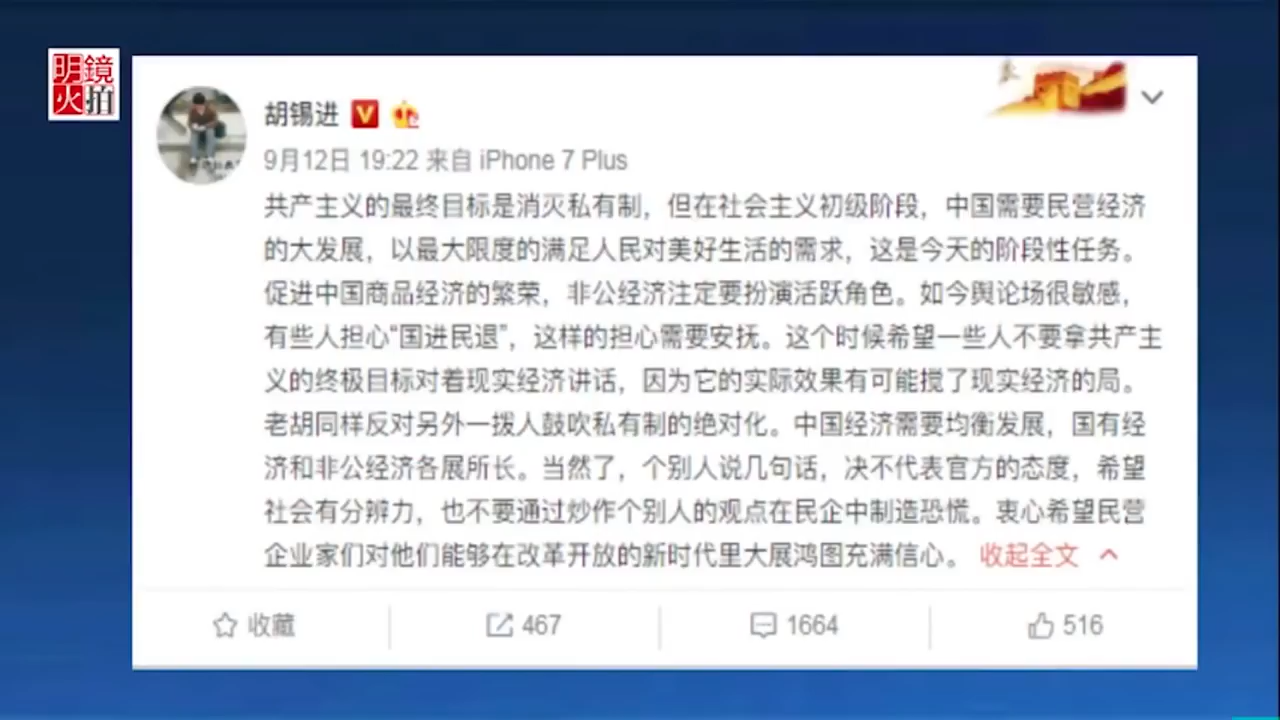 明鏡
火拍
胡锡进
9月12日 19:22 来自 iPhone 7 Plus
共产主义的最终目标是消灭私有制，但在社会主义初级阶段，中国需要民营经济
的大发展，以最大限度的满足人民对美好生活的需求，这是今天的阶段性任务。
促进中国商品经济的繁荣，非公经济注定要扮演活跃角色。如今舆论场很敏感，
有些人担心“国进民退”，这样的担心需要安抚。这个时候希望一些人不要拿共产主
义的终极目标对着现实经济讲话，因为它的实际效果有可能搅了现实经济的局。
老胡同样反对另外一拨人鼓吹私有制的绝对化。中国经济需要均衡发展，国有经
济和非公经济各展所长。当然了，个别人说几句话，决不代表官方的态度，希望
社会有分辨力，也不要通过炒作个别人的观点在民企中制造恐慌。衷心希望民营
企业家们对他们能够在改革开放的新时代里大展鸿图充满信心。 收起全文
收藏 467 1664 516